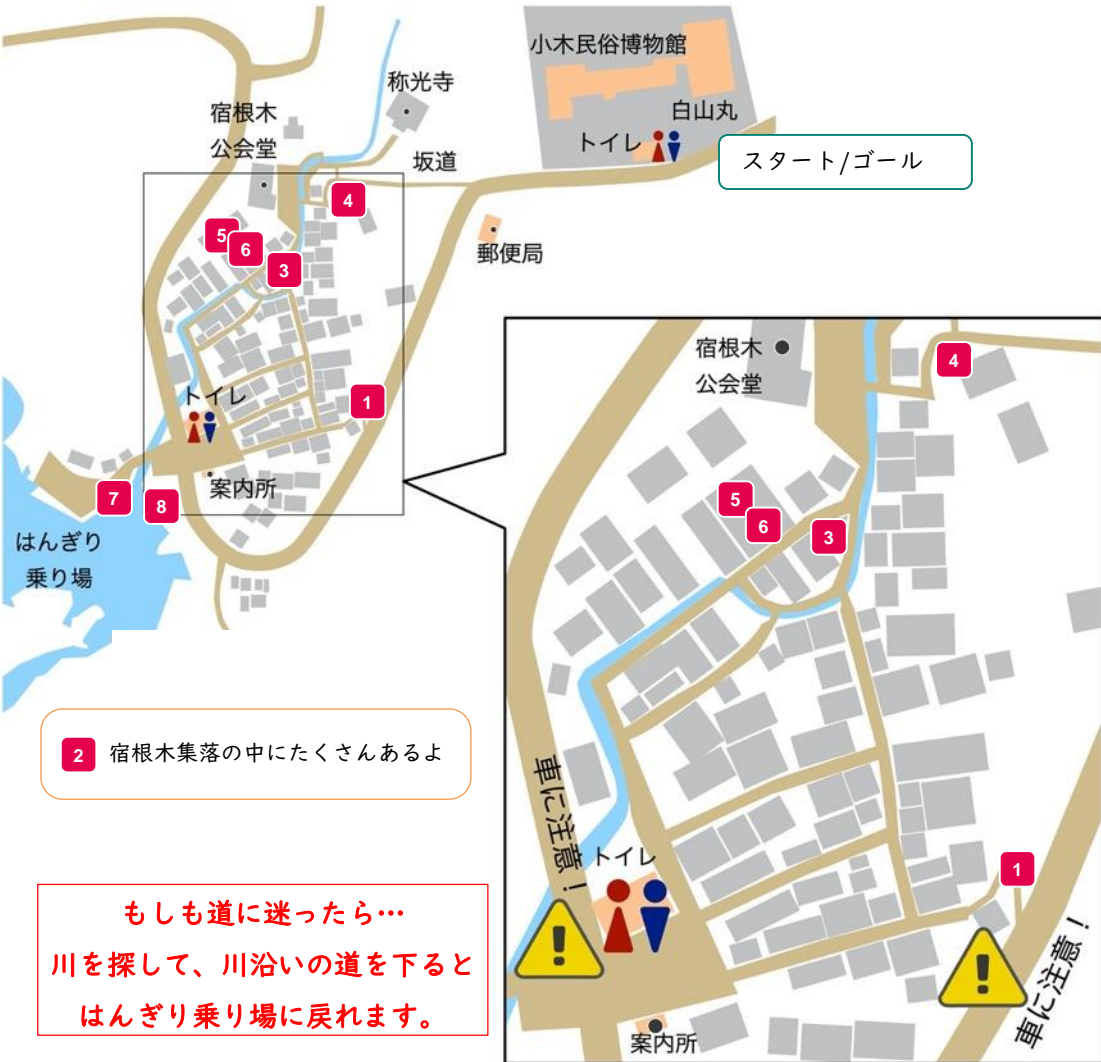 小木民俗博物館
称光寺
宿根木
公会堂
白山丸
トイレ
スタート/ゴール
坂道
4
郵便局
5
6
3
宿根木
公会堂
4
トイレ
1
5
6
3
案内所
7
8
はんぎり
乗り場
2 宿根木集落の中にたくさんあるよ
車に注意!
トイレ
1
もしも道に迷ったら…
川を探して、川沿いの道を下ると
はんぎり乗り場に戻れます。
車に注意!
案内所